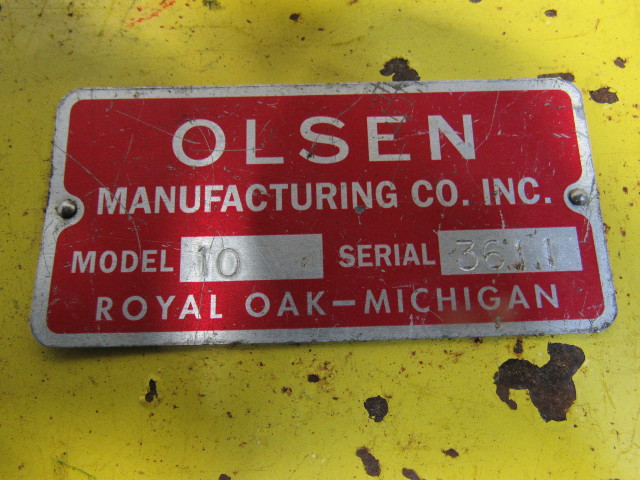 OLSEN
MANUFACTURING CO. INC.
MODEL 10 SERIAL 3611
ROYAL OAK—MICHIGAN